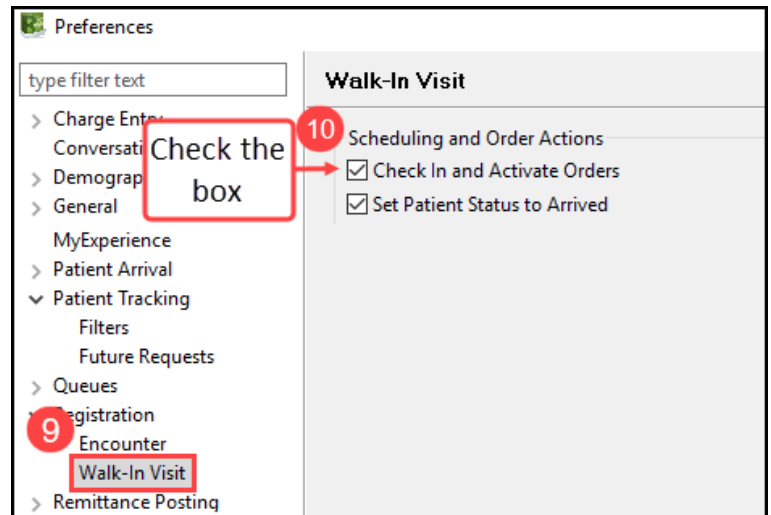 Preferences
type filter text
Walk-In Visit
Charge Entry
Conversati
Demograp
General
MyExperience
Patient Arrival
Patient Tracking
Filters
Future Requests
Queues
Registration
Encounter
Walk-In Visit
Remittance Posting
9
Check the
box
10
Scheduling and Order Actions
Check In and Activate Orders
Set Patient Status to Arrived